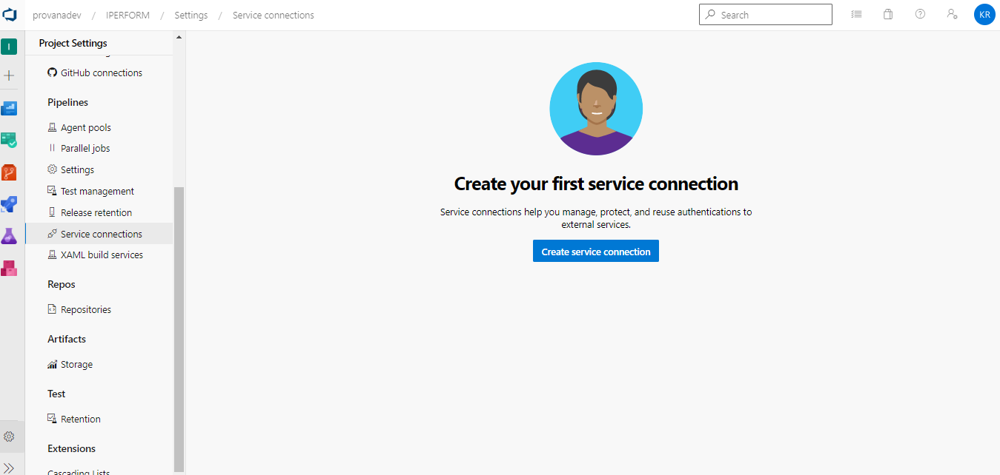 provanadev / IPERFORM / Settings / Service connections
Search
KR
I
Project Settings
GitHub connections
Pipelines
Agent pools
Parallel jobs
Settings
Test management
Release retention
Service connections
XAML build services
Repos
Repositories
Artifacts
Storage
Test
Retention
Extensions
Cascading Lists
Create your first service connection
Service connections help you manage, protect, and reuse authentications to
external services.
Create service connection